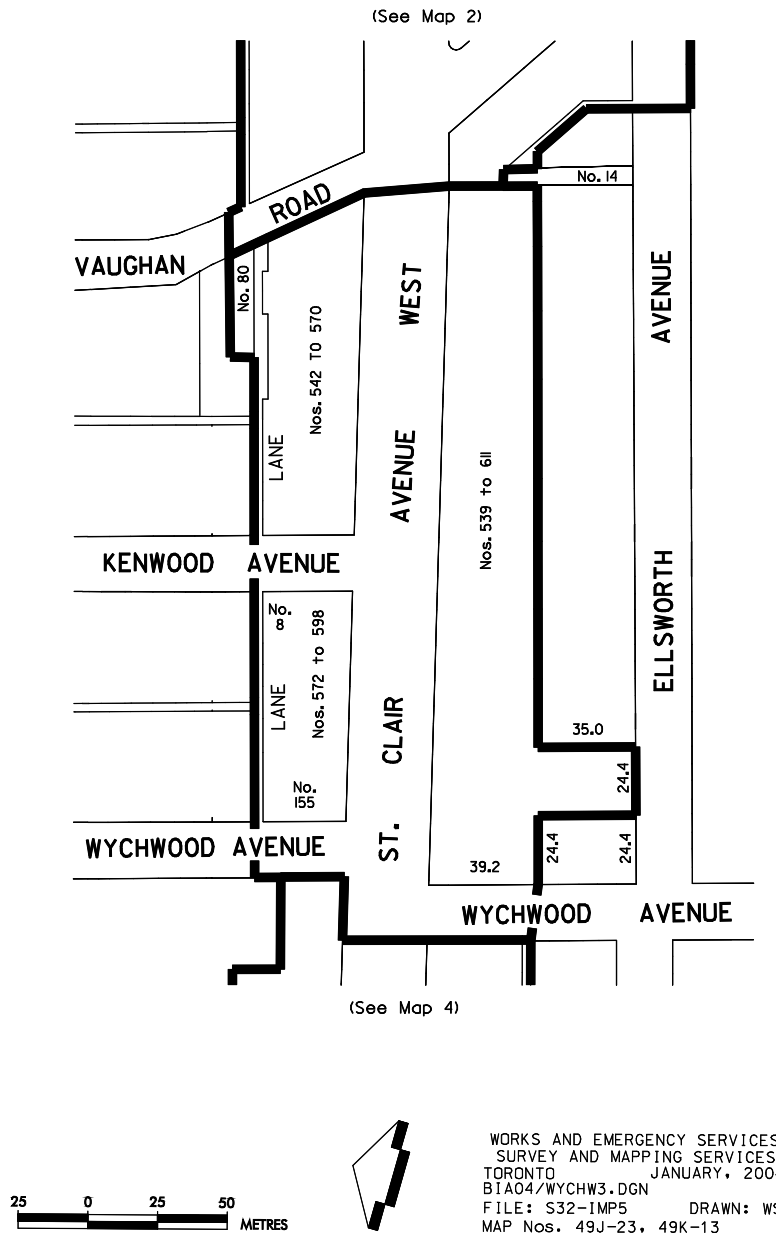 (See Map 2)
No. 14
ROAD
VAUGHAN
No. 80
WEST
AVENUE
Nos. 542 TO 570
LANE
AVENUE
Nos. 539 to 611
KENWOOD AVENUE
ELLSWORTH
No.
8
Nos. 572 to 598
LANE
CLAIR
35.0
24.4
No.
155
WYCHWOOD AVENUE
ST.
39.2
24.4
24.4
WYCHWOOD AVENUE
(See Map 4)
WORKS AND EMERGENCY SERVICES
SURVEY AND MAPPING SERVICES
TORONTO JANUARY, 200
BIA04/WYCHW3.DGN
FILE: S32-IMP5 DRAWN: WS
MAP Nos. 49J-23, 49K-13
25 0 25 50
METRES